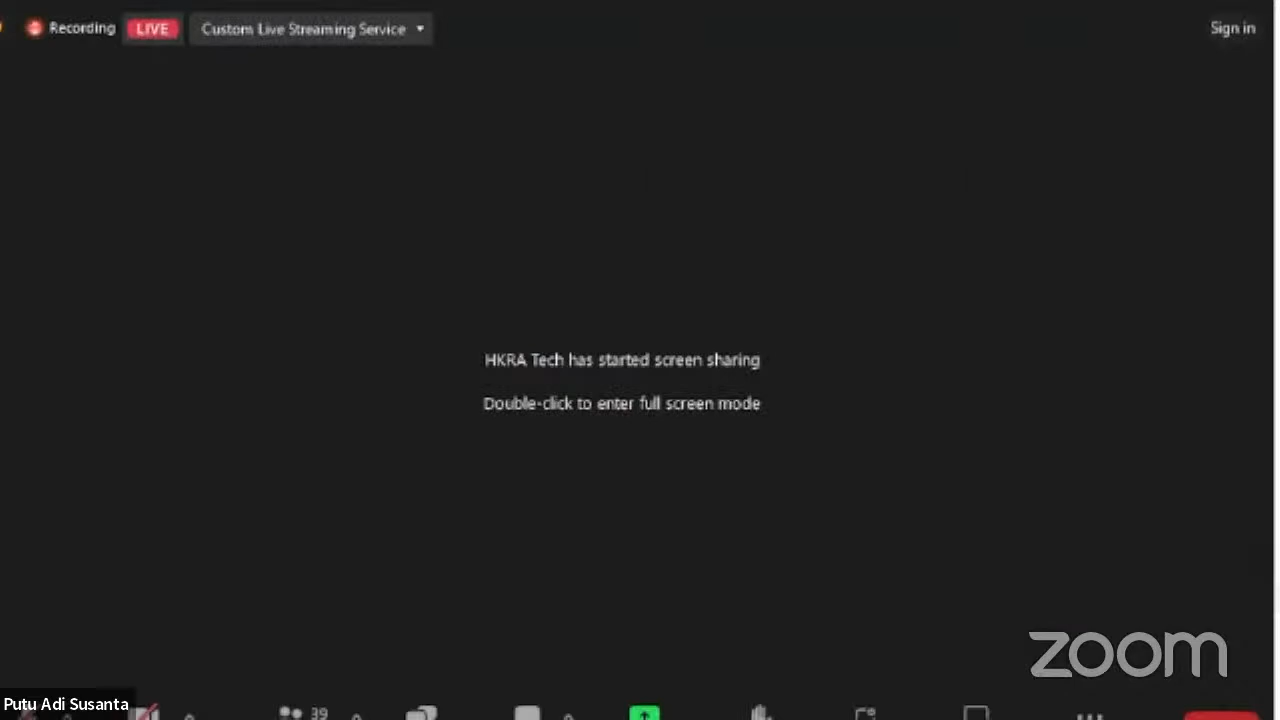 Recording LIVE Custom Live Streaming Service Sign in
HKRA Tech has started screen sharing
Double-click to enter full screen mode
zoom
Putu Adi Susanta
39